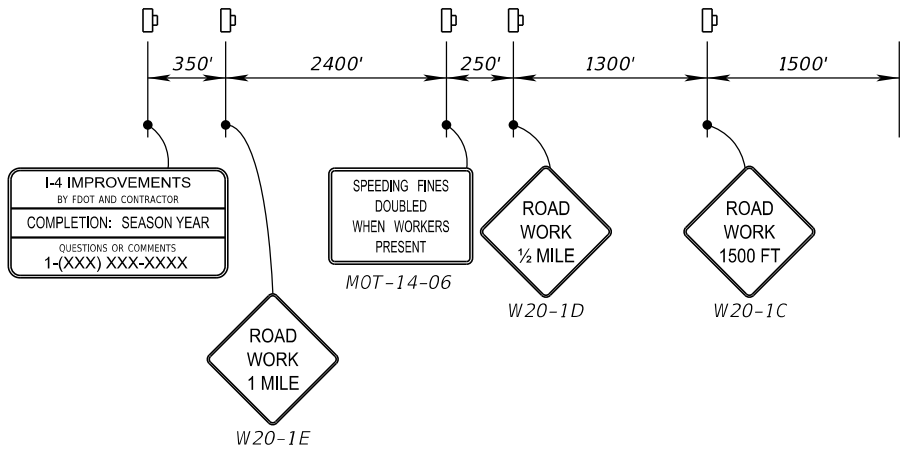 350'
2400'
250'
1300'
1500'
I-4 IMPROVEMENTS
BY FDOT AND CONTRACTOR
COMPLETION: SEASON YEAR
QUESTIONS OR COMMENTS
1-(XXX) XXX-XXXX
ROAD
WORK
1 MILE
W20-1E
SPEEDING FINES
DOUBLED
WHEN WORKERS
PRESENT
MOT-14-06
ROAD
WORK
½ MILE
W20-1D
ROAD
WORK
1500 FT
W20-1C